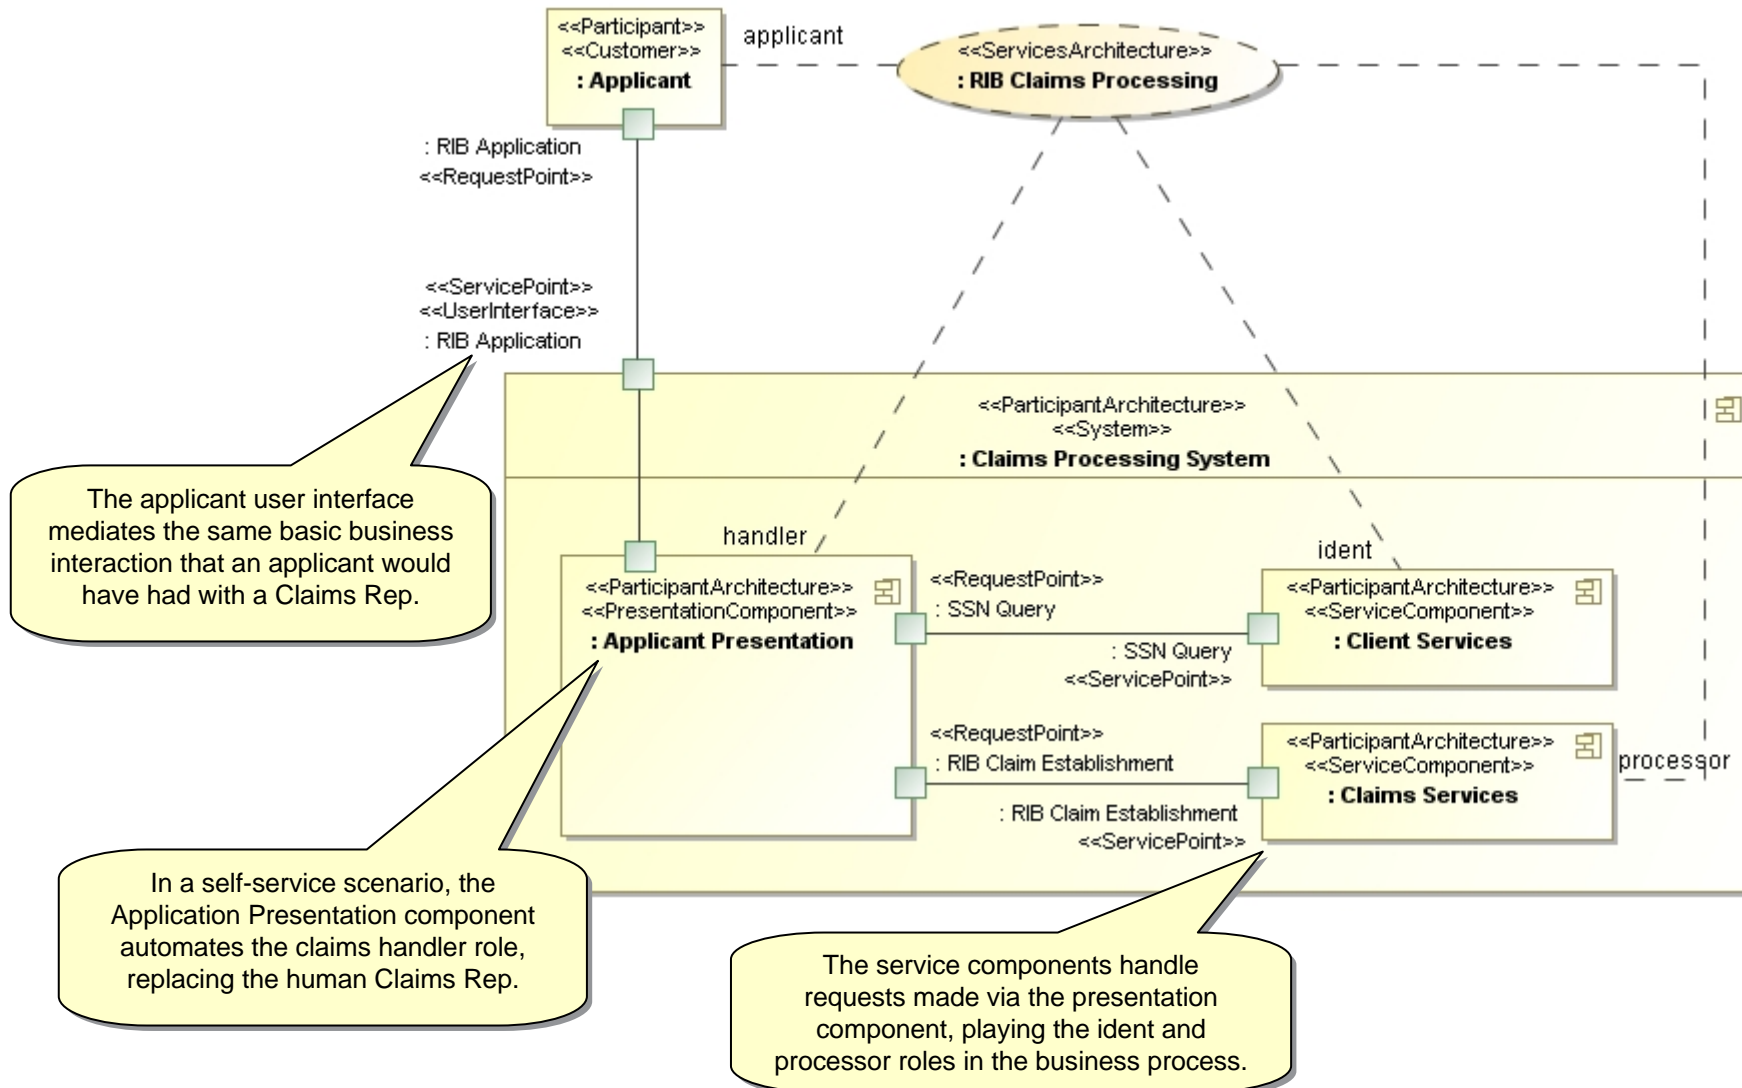 <<Participant>>
<<Customer>>
: Applicant
applicant
<<ServicesArchitecture>>
: RIB Claims Processing
: RIB Application
<<RequestPoint>>
<<ServicePoint>>
<<UserInterface>>
: RIB Application
<<ParticipantArchitecture>>
<<System>>
: Claims Processing System
The applicant user interface
mediates the same basic business
interaction that an applicant would
have had with a Claims Rep.
handler
ident
<<ParticipantArchitecture>>
<<PresentationComponent>>
: Applicant Presentation
<<RequestPoint>>
: SSN Query
: SSN Query
<<ServicePoint>>
<<ParticipantArchitecture>>
<<ServiceComponent>>
: Client Services
<<RequestPoint>>
: RIB Claim Establishment
: RIB Claim Establishment
<<ServicePoint>>
<<ParticipantArchitecture>>
<<ServiceComponent>>
: Claims Services
processor
In a self-service scenario, the
Application Presentation component
automates the claims handler role,
replacing the human Claims Rep.
The service components handle
requests made via the presentation
component, playing the ident and
processor roles in the business process.